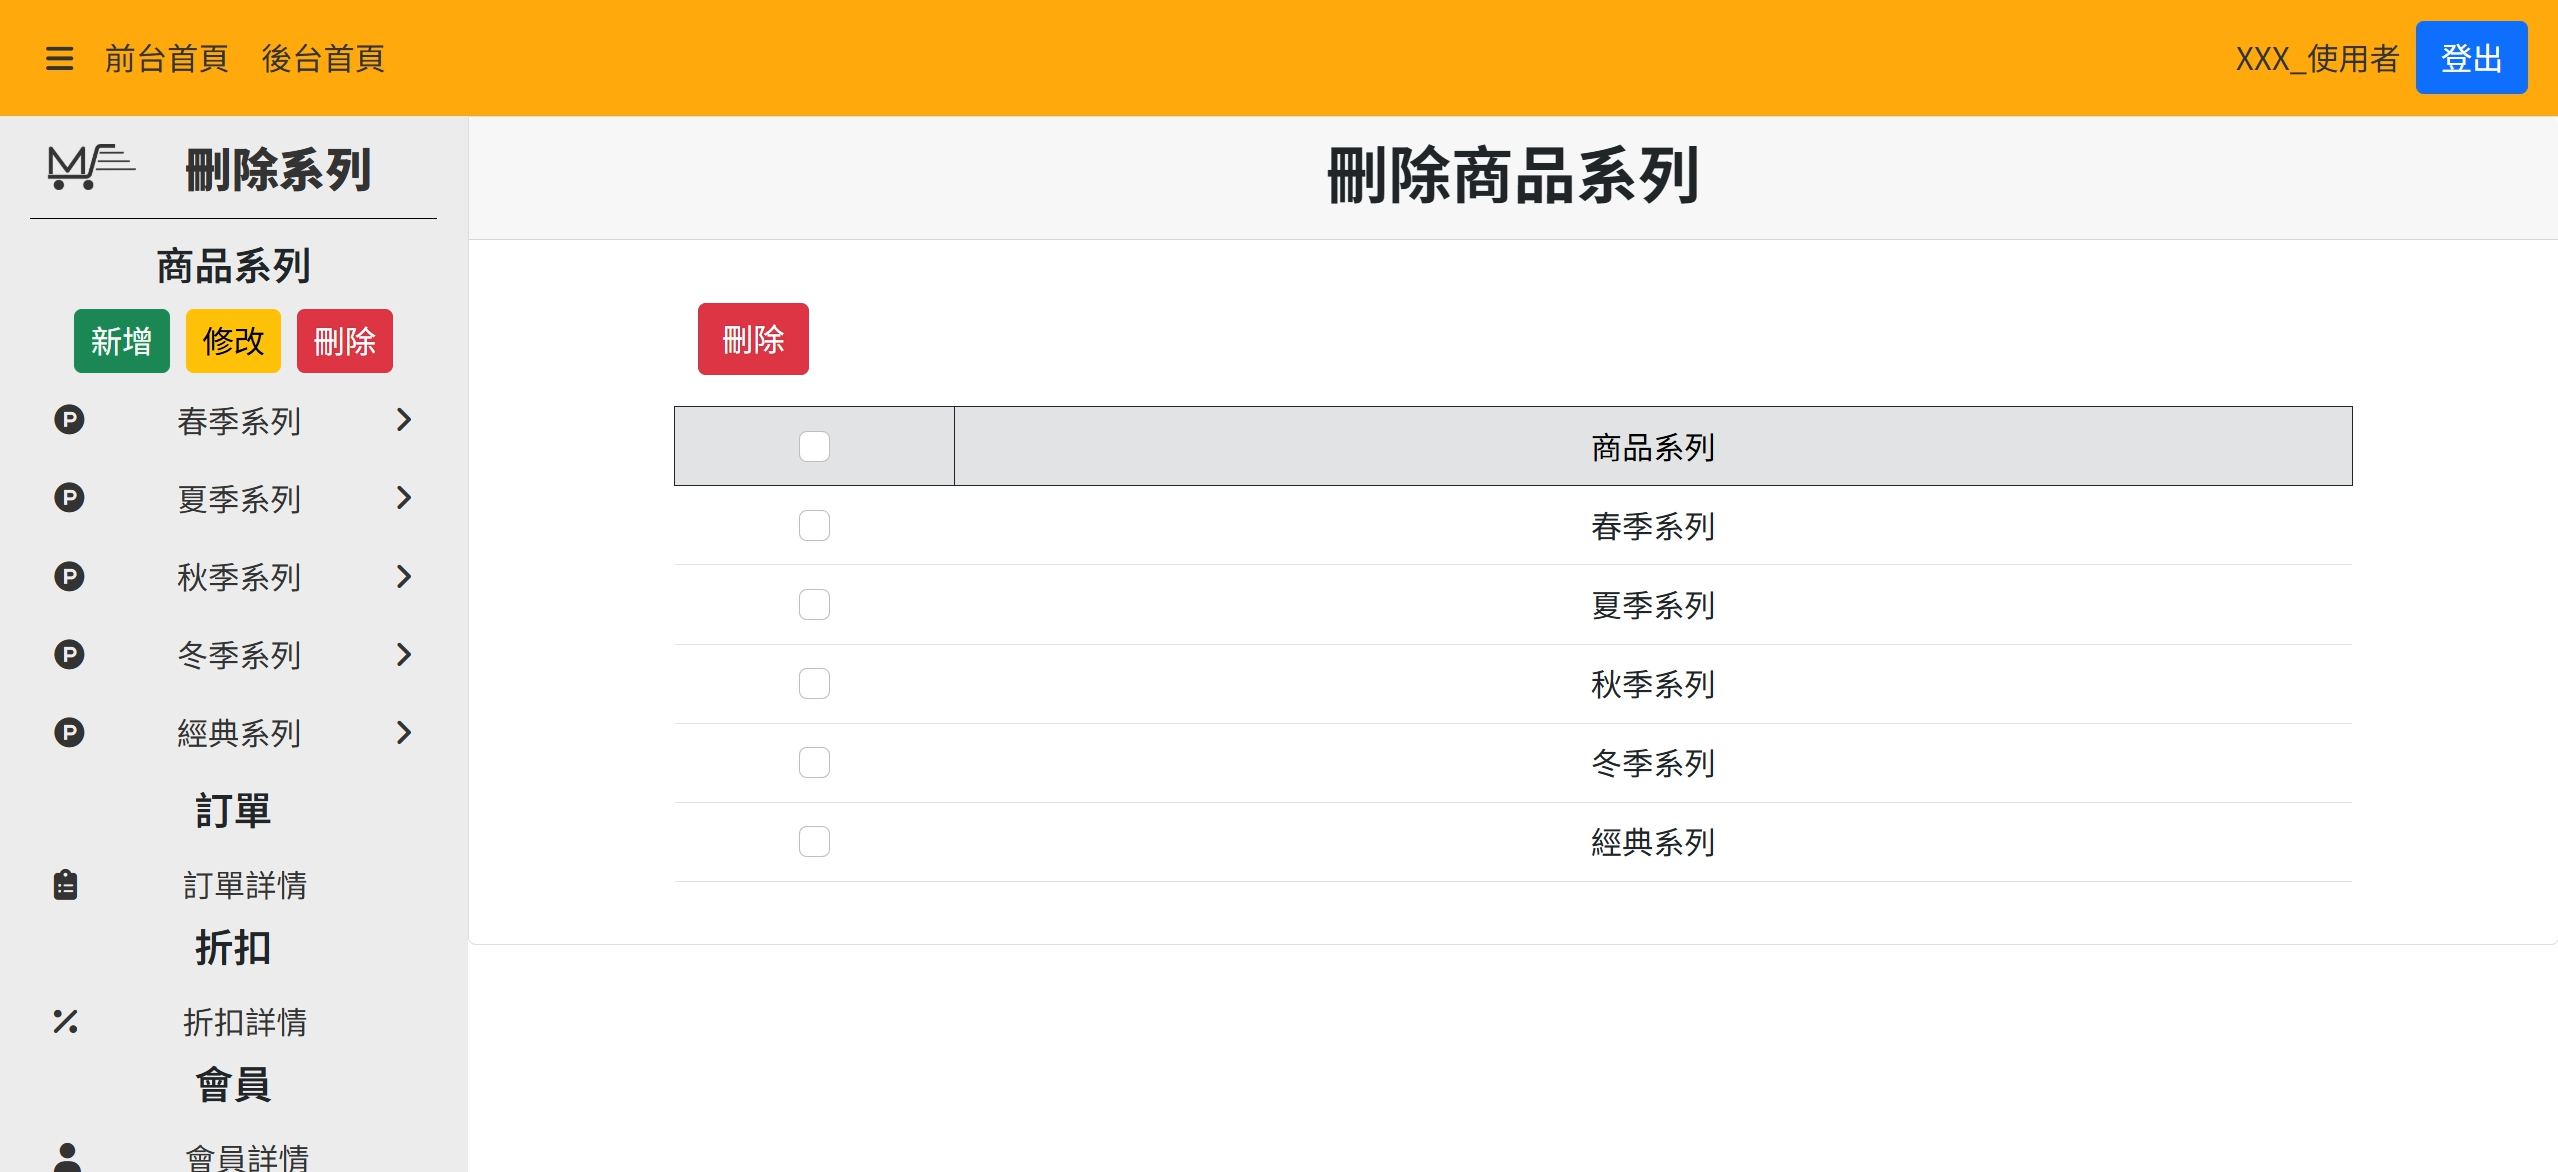 前台首頁 後台首頁 XXX_使用者 登出
刪除系列
商品系列
新增 修改 刪除
春季系列
夏季系列
秋季系列
冬季系列
經典系列
訂單
訂單詳情
折扣
折扣詳情
會員
會員詳情
刪除商品系列
刪除
商品系列
春季系列
夏季系列
秋季系列
冬季系列
經典系列